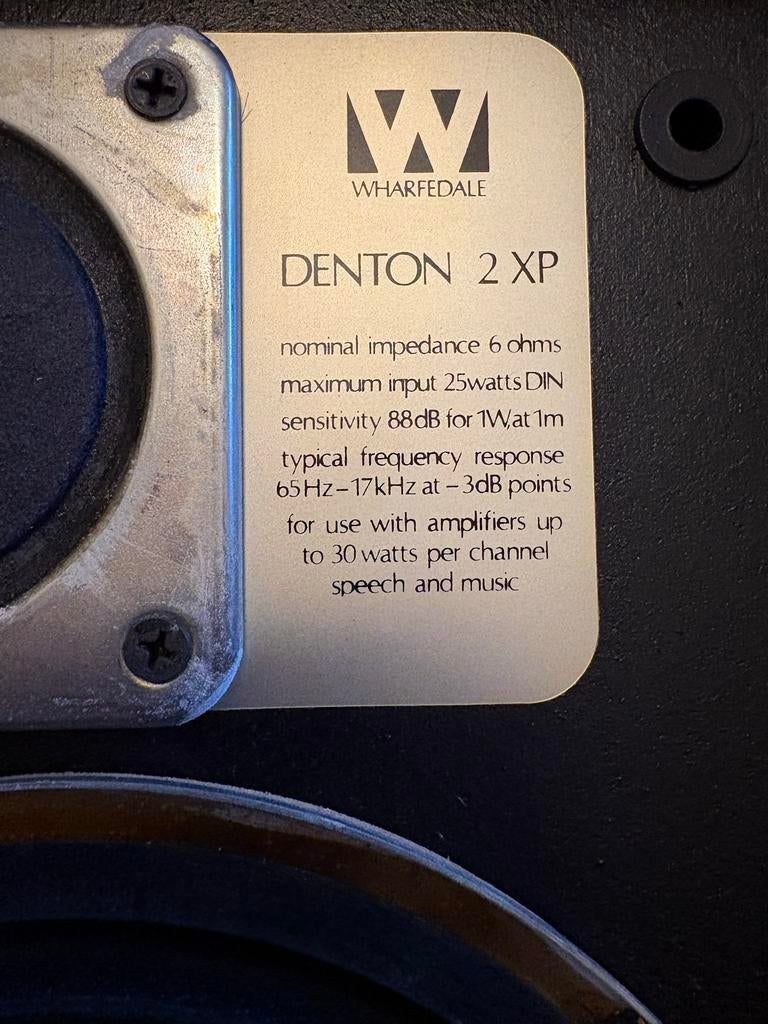 W
WHARFEDALE
DENTON 2 XP
nominal impedance 6 ohms
maximum input 25watts DIN
sensitivity 88dB for 1W,at 1m
typical frequency response
65Hz-17kHz at -3dB points
for use with amplifiers up
to 30 watts per channel
speech and music